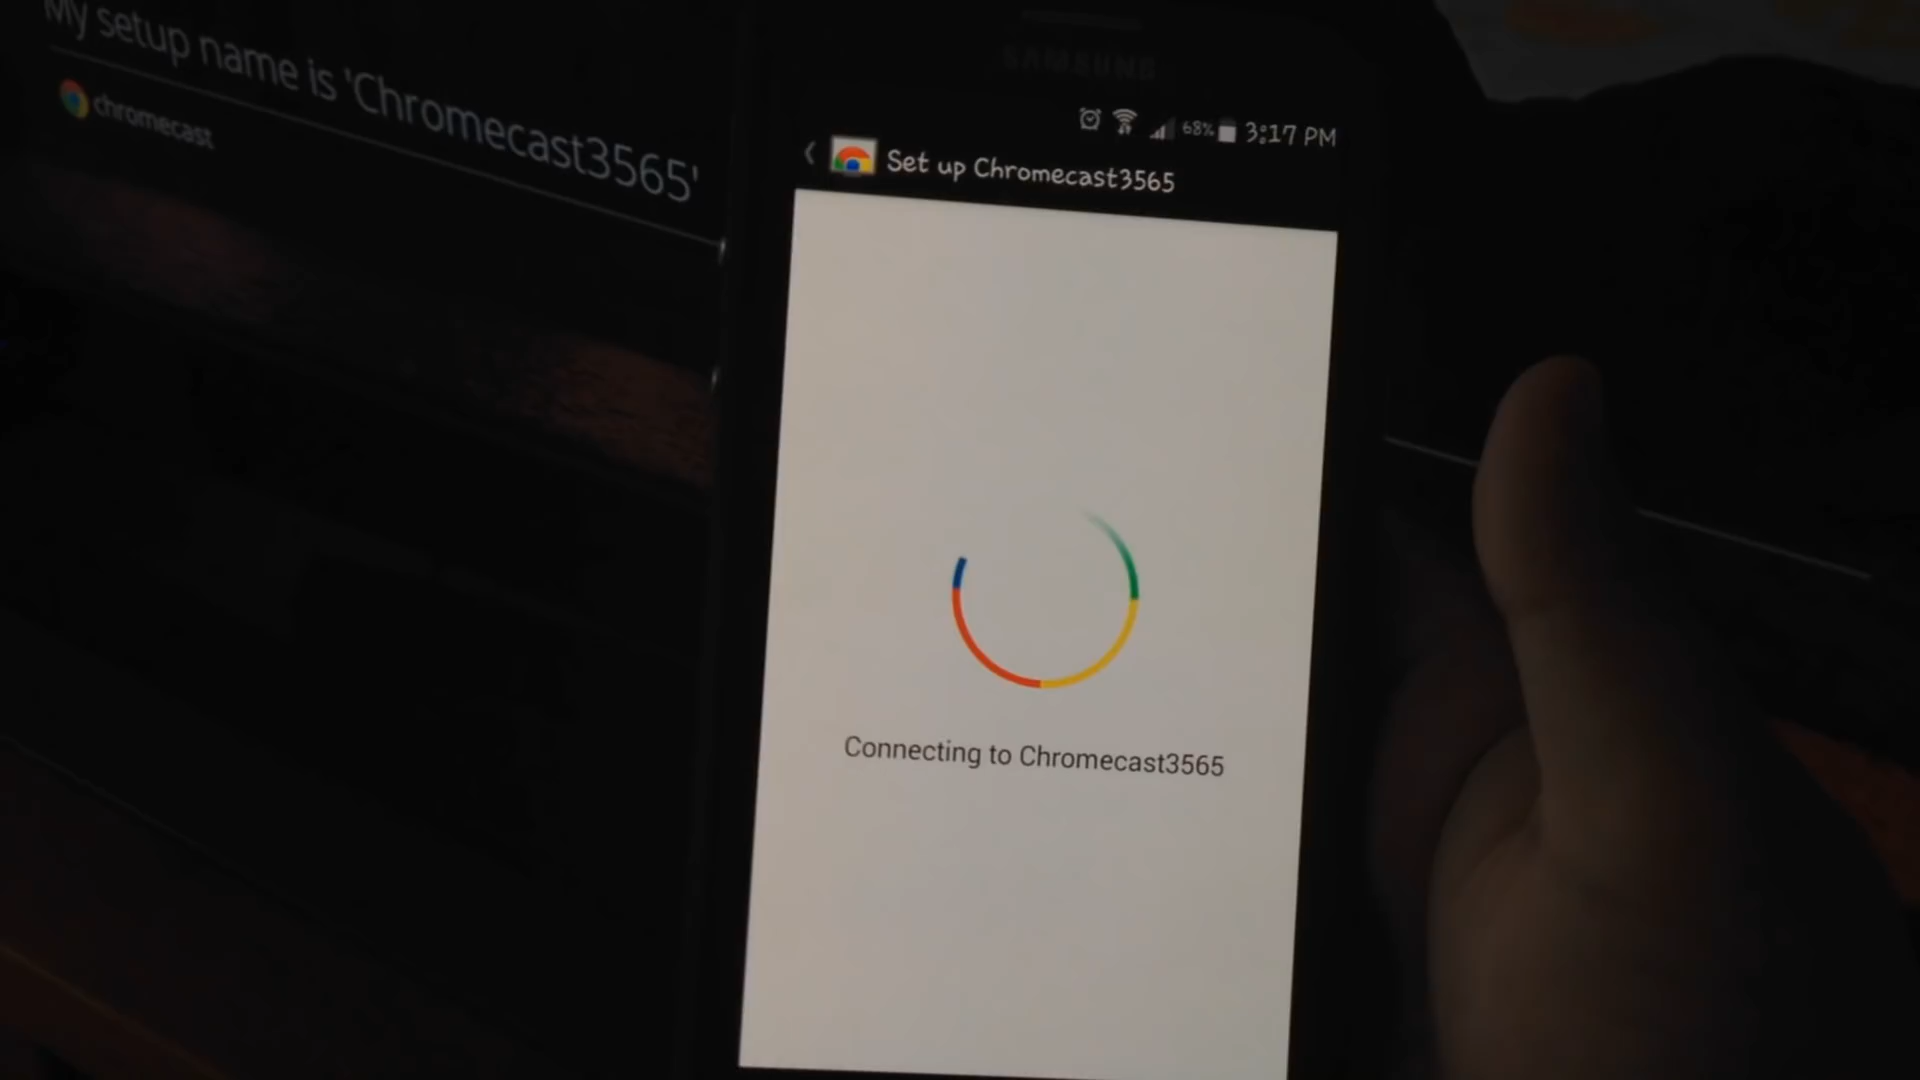 My setup name is 'Chromecast3565'
chromecast
SAMSUNG
68% 3:17 PM
Set up Chromecast3565
Connecting to Chromecast3565